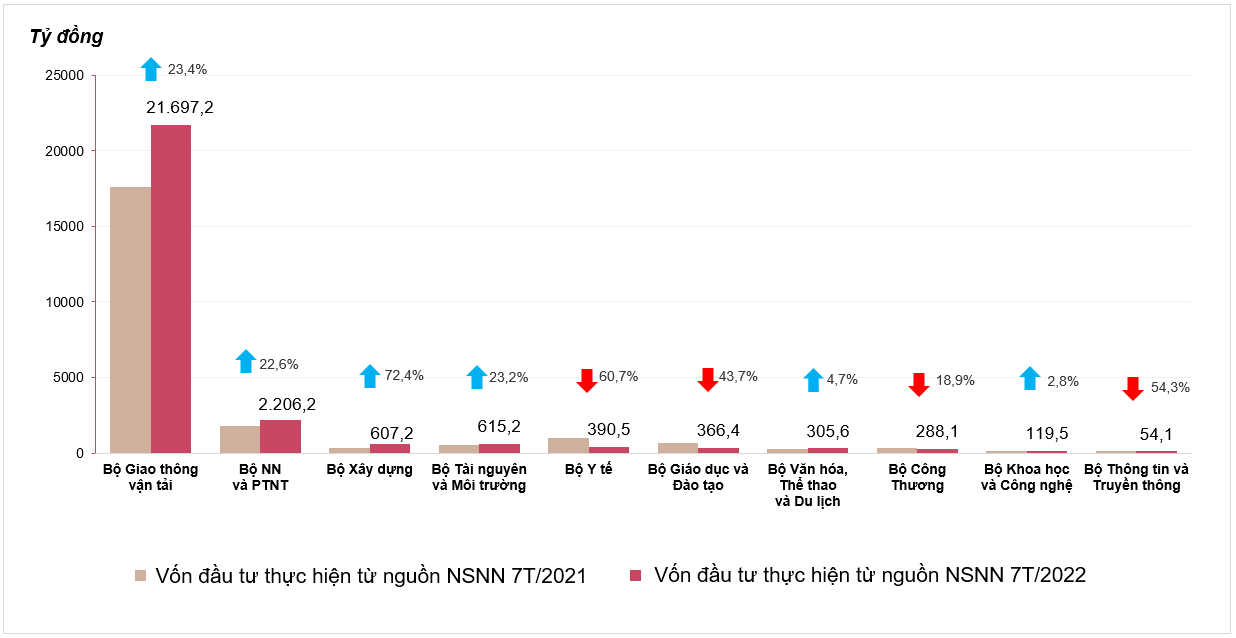 Tỷ đồng
25000
20000
15000
10000
5000
0
23,4%
21.697,2
22,6%
2.206,2
72,4%
607,2
23,2%
615,2
60,7%
390,5
43,7%
366,4
4,7%
305,6
18,9%
288,1
2,8%
119,5
54,3%
54,1
Bộ Giao thông
vận tải
Bộ NN
và PTNT
Bộ Xây dựng
Bộ Tài nguyên
và Môi trường
Bộ Y tế
Bộ Giáo dục và
Đào tạo
Bộ Văn hóa,
Thể thao
và Du lịch
Bộ Công
Thương
Bộ Khoa học
và Công nghệ
Bộ Thông tin và
Truyền thông
Vốn đầu tư thực hiện từ nguồn NSNN 7T/2021
Vốn đầu tư thực hiện từ nguồn NSNN 7T/2022